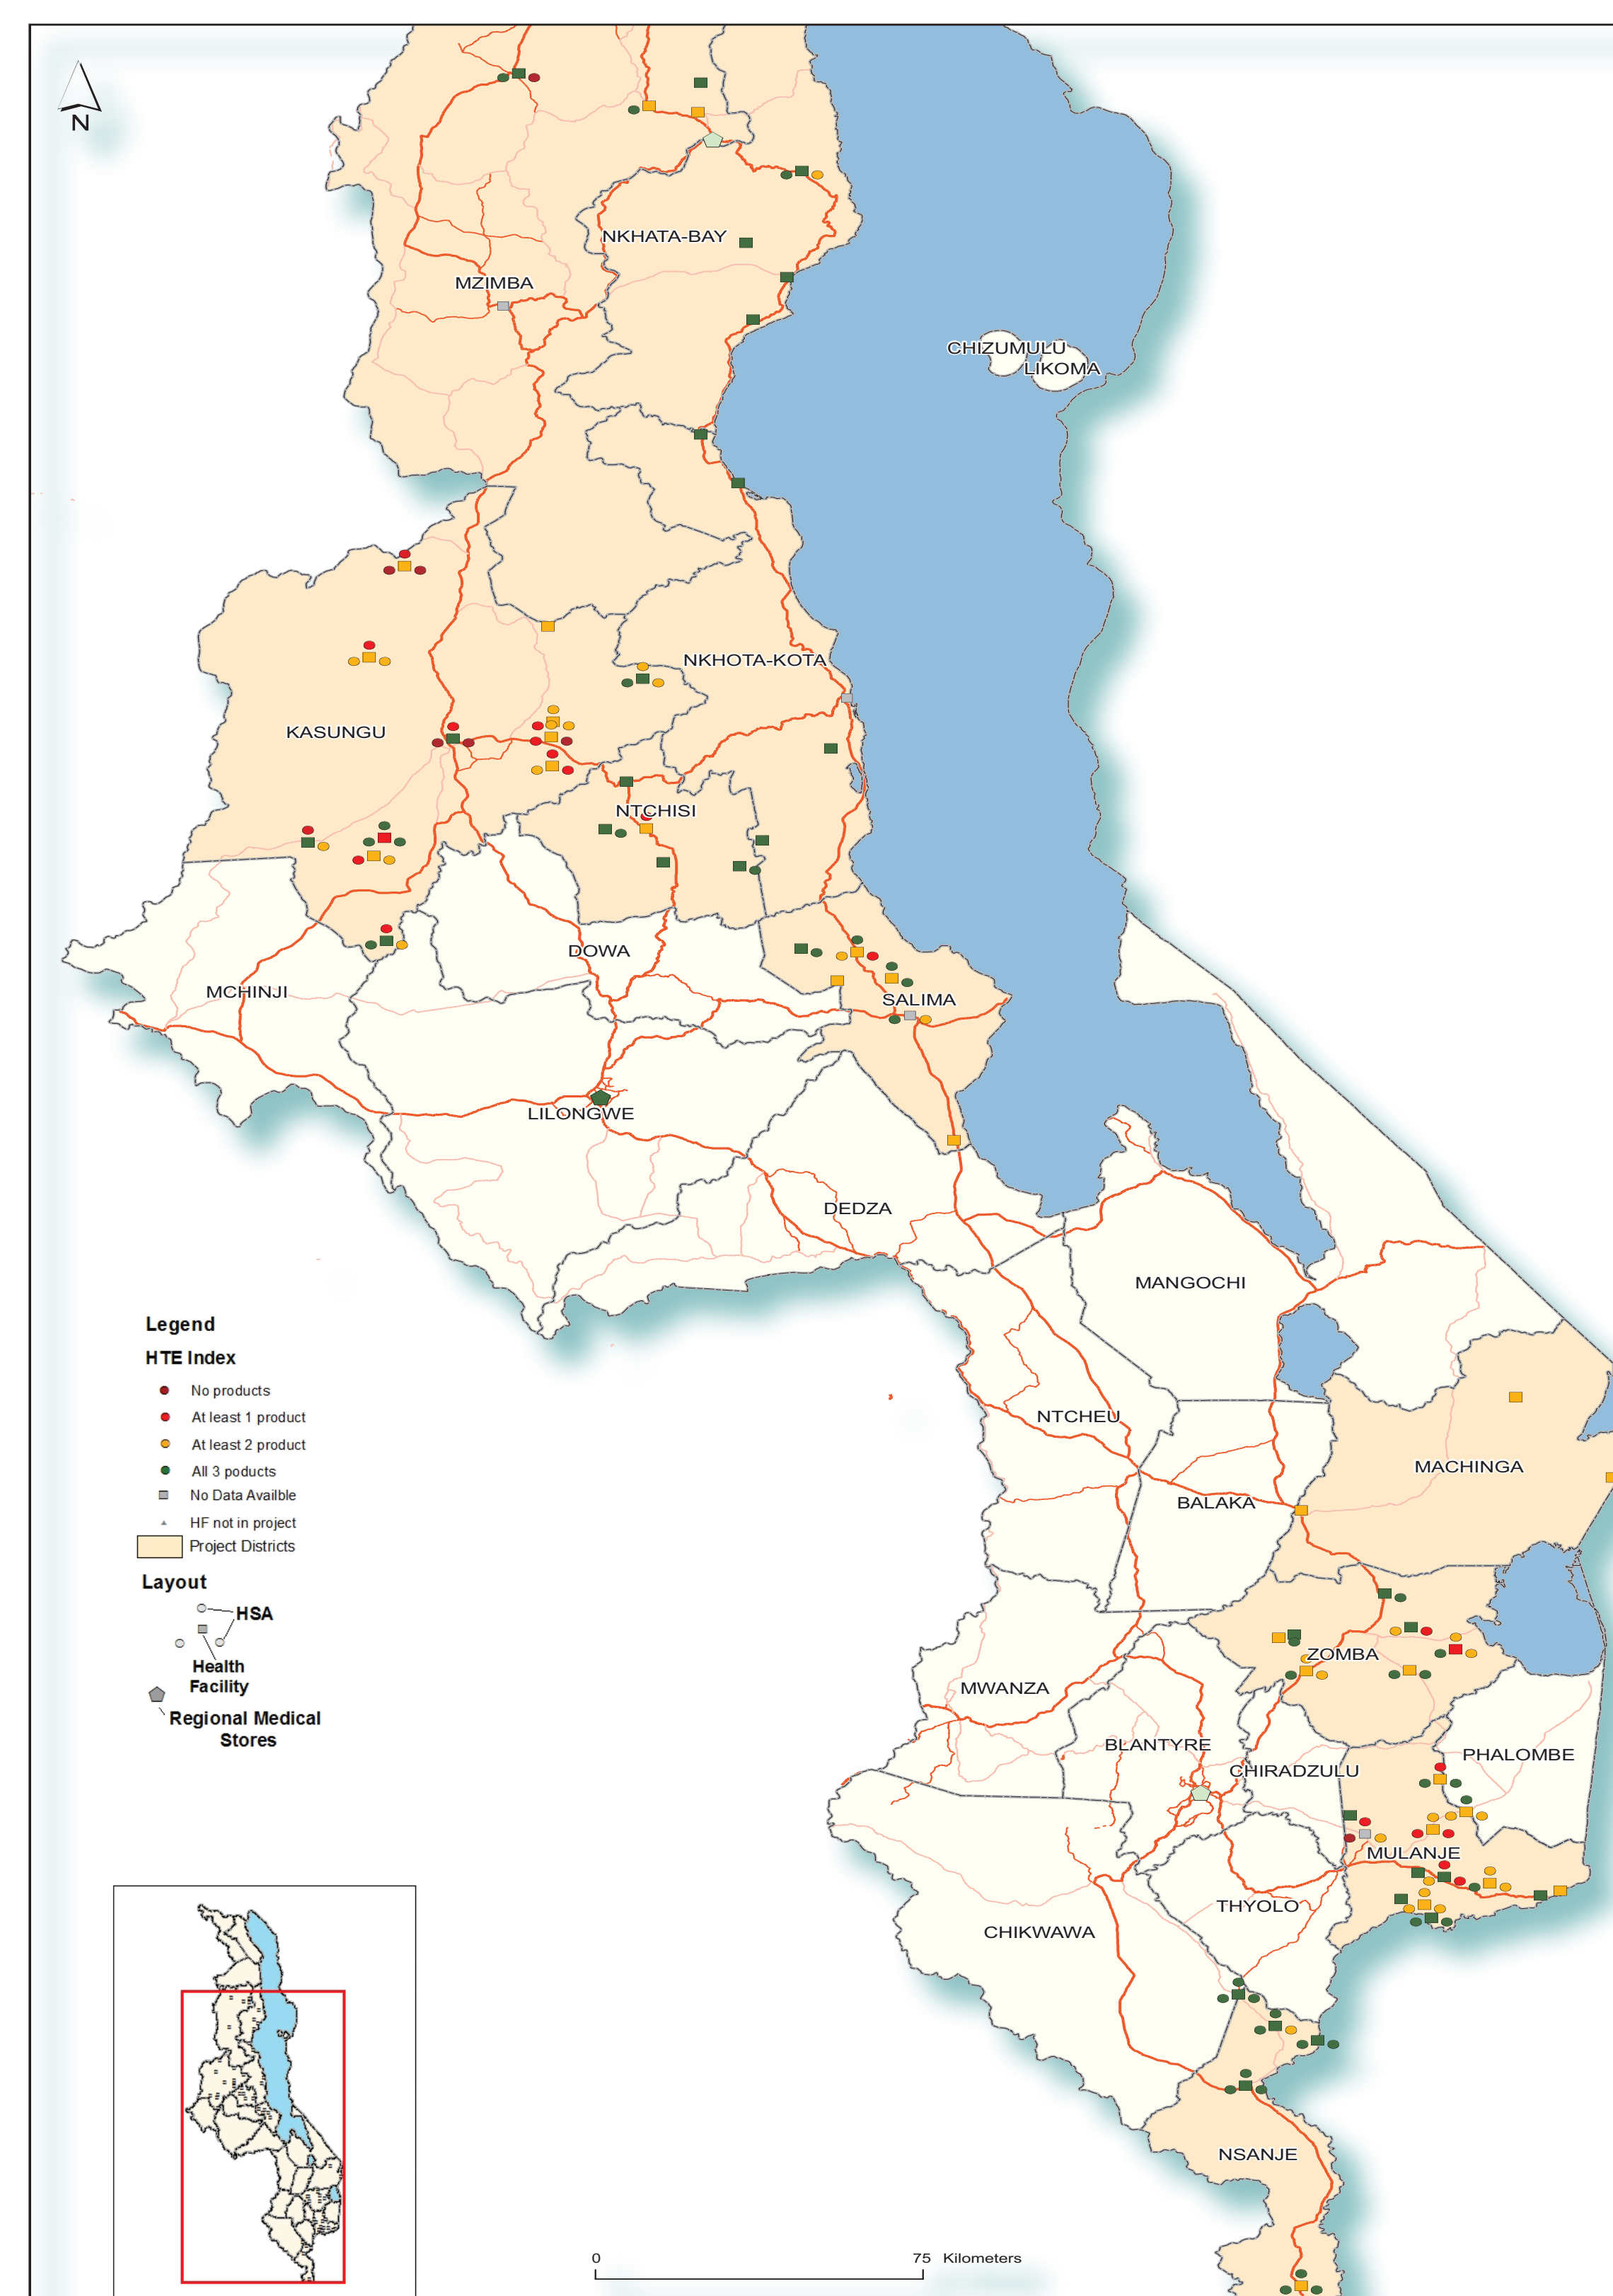 N
NKHATA-BAY
MZIMBA
CHIZUMULU
LIKOMA
NKHOTA-KOTA
KASUNGU
NTCHISI
DOWA
MCHINJI
SALIMA
LILONGWE
DEDZA
MANGOCHI
Legend
HTE Index
No products
At least 1 product
At least 2 product
All 3 poducts
No Data Availble
HF not in project
Project Districts
Layout
HSA
Health
Facility
Regional Medical
Stores
NTCHEU
MACHINGA
BALAKA
ZOMBA
MWANZA
BLANTYRE
PHALOMBE
CHIRADZULU
MULANJE
THYOLO
CHIKWAWA
NSANJE
0 75 Kilometers